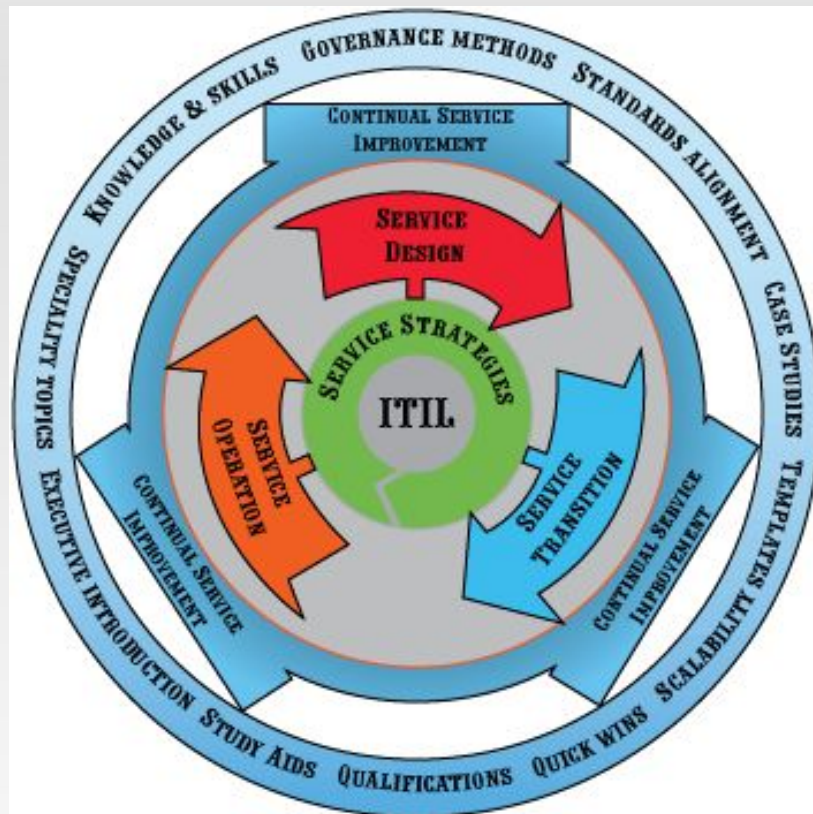 Governance methods
Standards alignment
Case Studies
Templates
Scalability
Quick wins
Qualifications
Study Aids
Executive introduction
Speciality topics
Knowledge & skills
Continual Service
Improvement
Service
Design
Service Strategies
ITIL
Service
Operation
Service
Transition
Continual Service
Improvement
Continual Service
Improvement